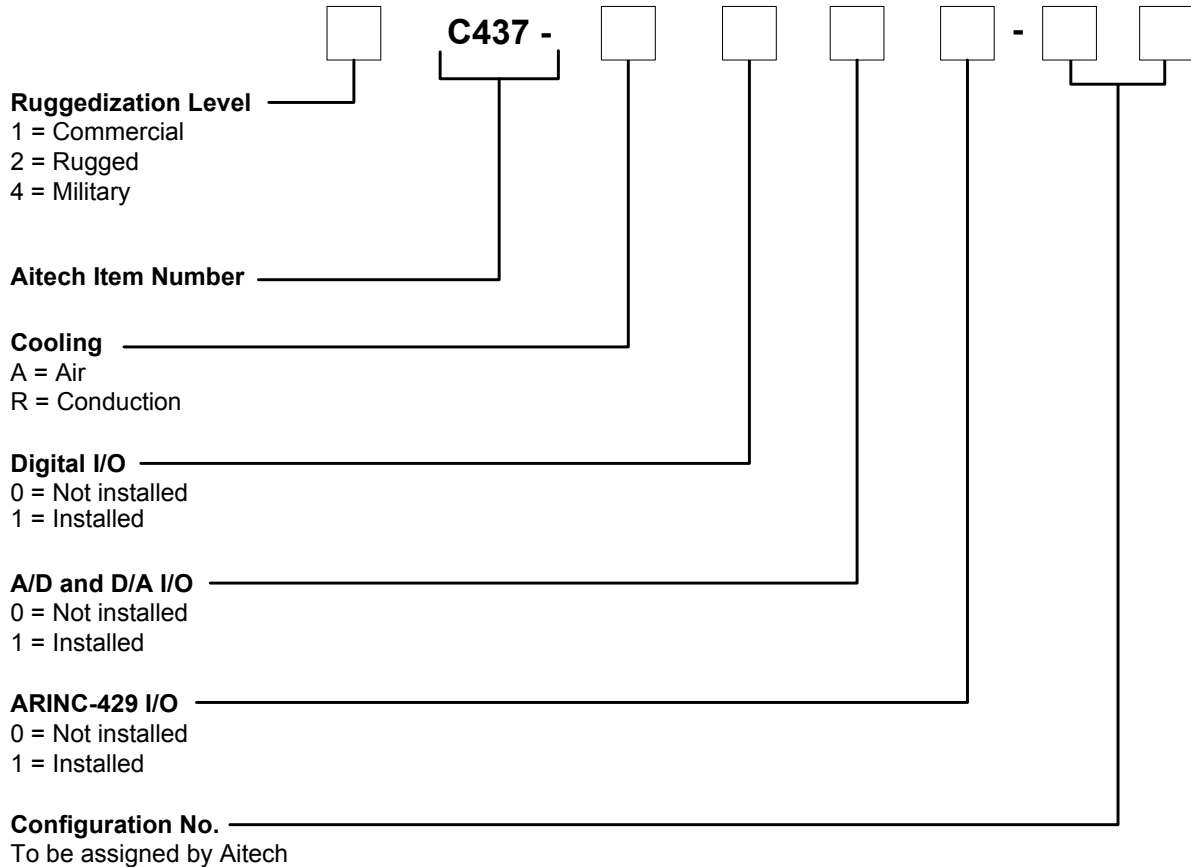 C437 - -
Ruggedization Level
1 = Commercial
2 = Rugged
4 = Military
Aitech Item Number
Cooling
A = Air
R = Conduction
Digital I/O
0 = Not installed
1 = Installed
A/D and D/A I/O
0 = Not installed
1 = Installed
ARINC-429 I/O
0 = Not installed
1 = Installed
Configuration No.
To be assigned by Aitech